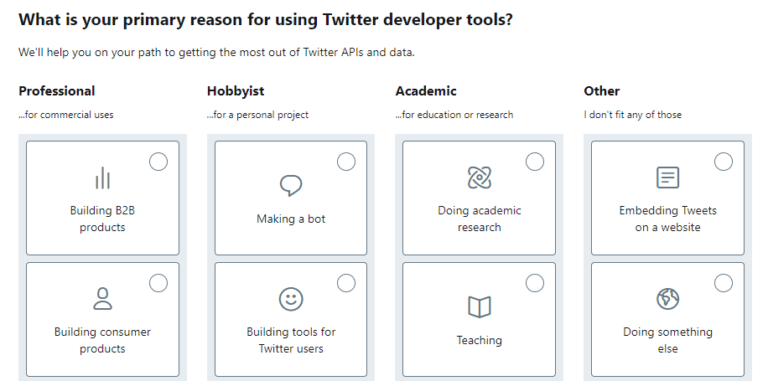 What is your primary reason for using Twitter developer tools?
We'll help you on your path to getting the most out of Twitter APIs and data.
Professional
...for commercial uses
Building B2B
products
Building consumer
products
Hobbyist
...for a personal project
Making a bot
Building tools for
Twitter users
Academic
...for education or research
Doing academic
research
Teaching
Other
I don't fit any of those
Embedding Tweets
on a website
Doing something
else